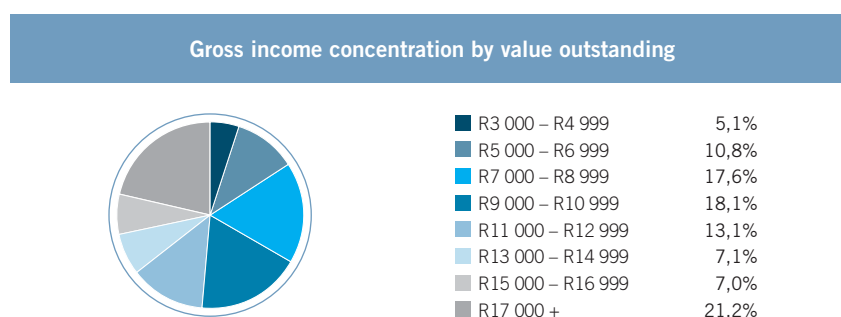 Gross income concentration by value outstanding
R3 000 – R4 999 5,1%
R5 000 – R6 999 10,8%
R7 000 – R8 999 17,6%
R9 000 – R10 999 18,1%
R11 000 – R12 999 13,1%
R13 000 – R14 999 7,1%
R15 000 – R16 999 7,0%
R17 000 + 21,2%